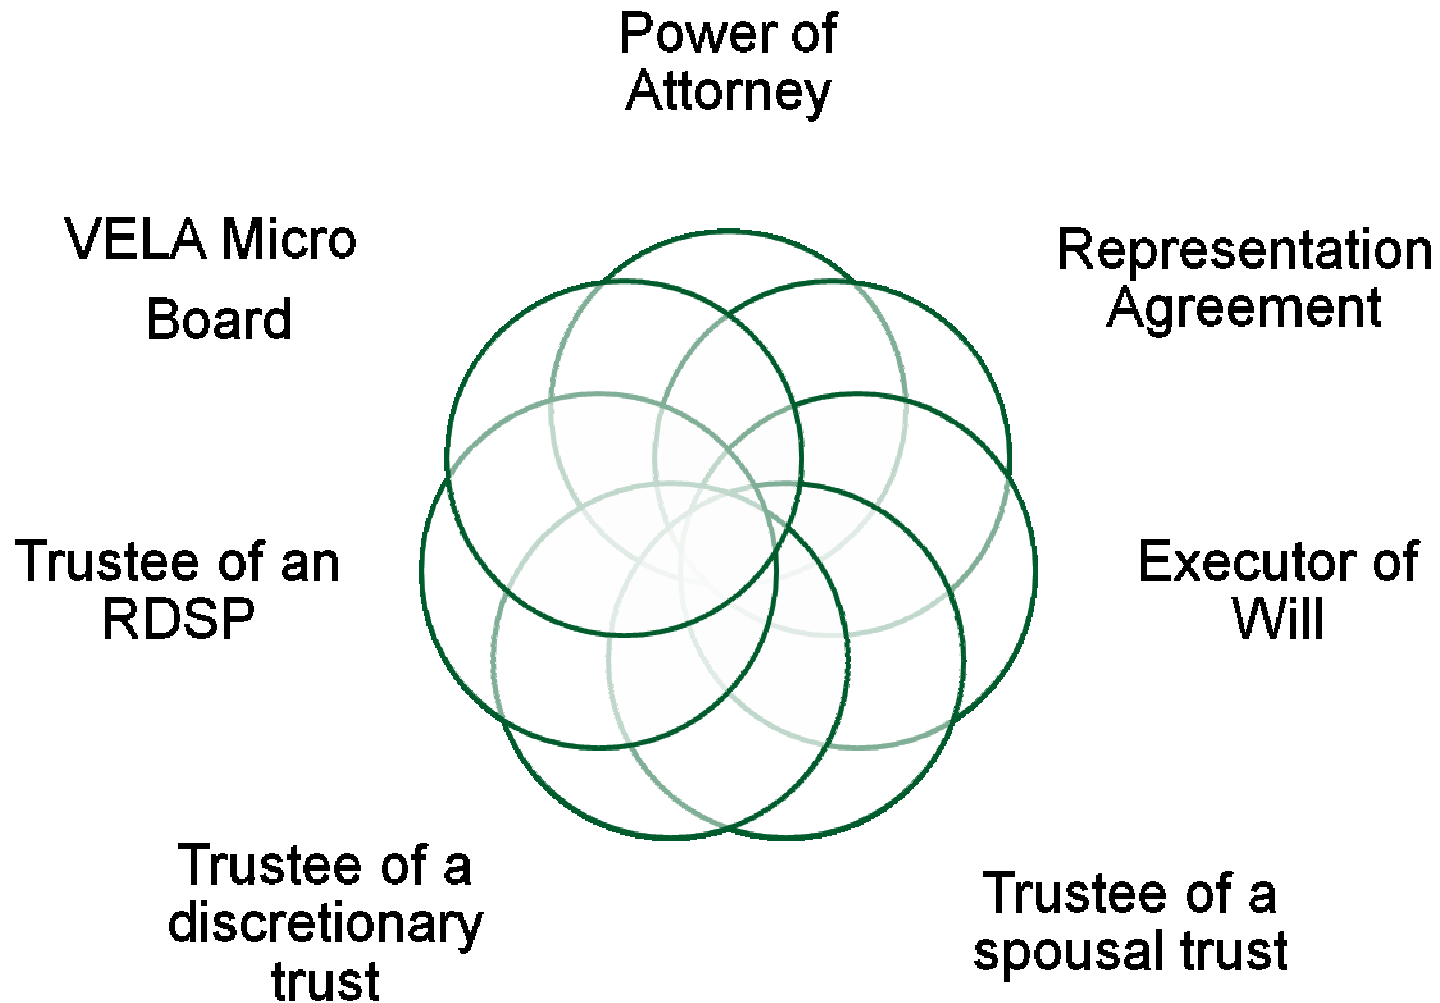 Power of
Attorney
VELA Micro
Board
Representation
Agreement
Trustee of an
RDSP
Executor of
Will
Trustee of a
discretionary
trust
Trustee of a
spousal trust